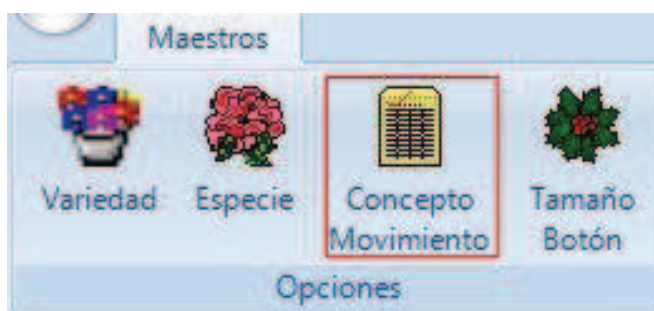 Maestros
Variedad
Especie
Concepto
Movimiento
Tamaño
Botón
Opciones